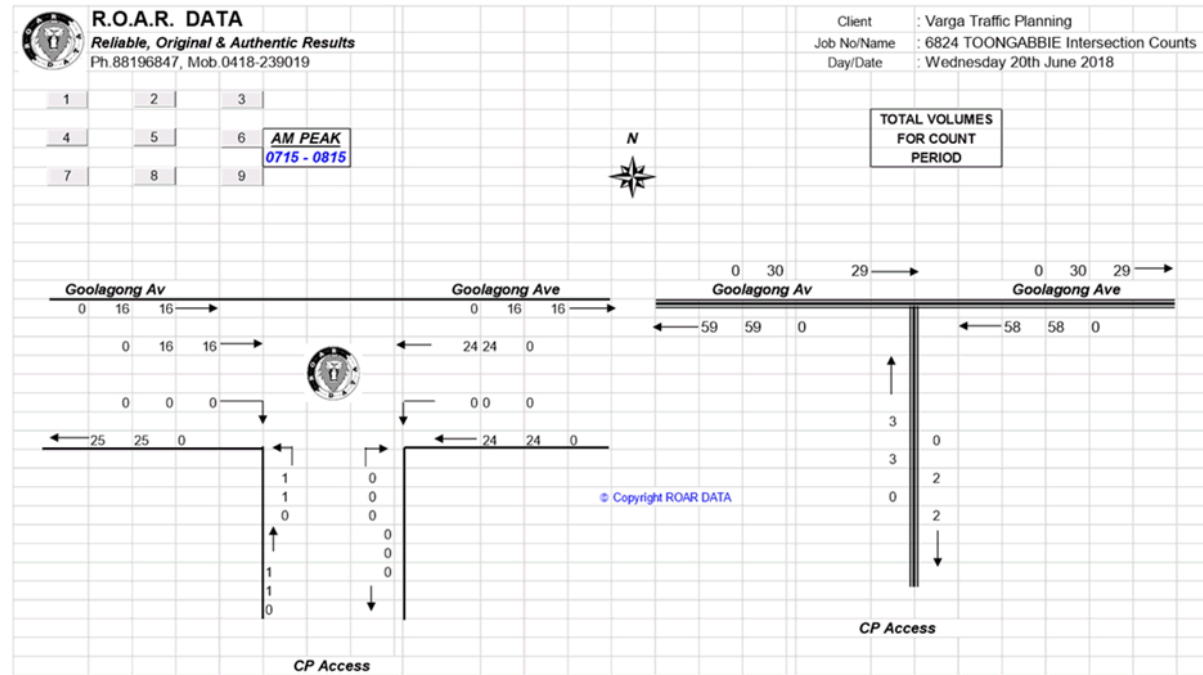 R.O.A.R. DATA
Reliable, Original & Authentic Results
Ph.88196847, Mob.0418-239019
Client : Varga Traffic Planning
Job No/Name : 6824 TOONGABBIE Intersection Counts
Day/Date : Wednesday 20th June 2018
1 2 3
4 5 6
7 8 9
AM PEAK
0715 - 0815
N
TOTAL VOLUMES
FOR COUNT
PERIOD
Goolagong Av
Goolagong Ave
0 16 16
0 16 16
0 16 16
24 24 0
0 0 0
0 0 0
25 25 0
24 24 0
1 0
1 0
0 0
0
0
1 0
1
0
CP Access
© Copyright ROAR DATA
0 30 29
0 30 29
Goolagong Av
Goolagong Ave
59 59 0
58 58 0
3
0
3
2
0
2
CP Access
ROAR DATA